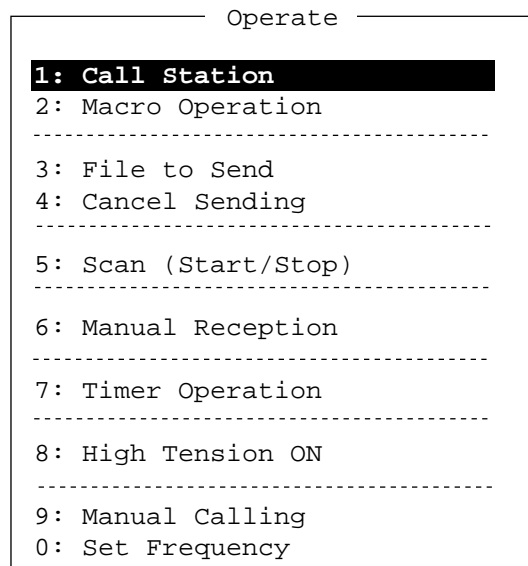 Operate
1: Call Station
2: Macro Operation
3: File to Send
4: Cancel Sending
5: Scan (Start/Stop)
6: Manual Reception
7: Timer Operation
8: High Tension ON
9: Manual Calling
0: Set Frequency